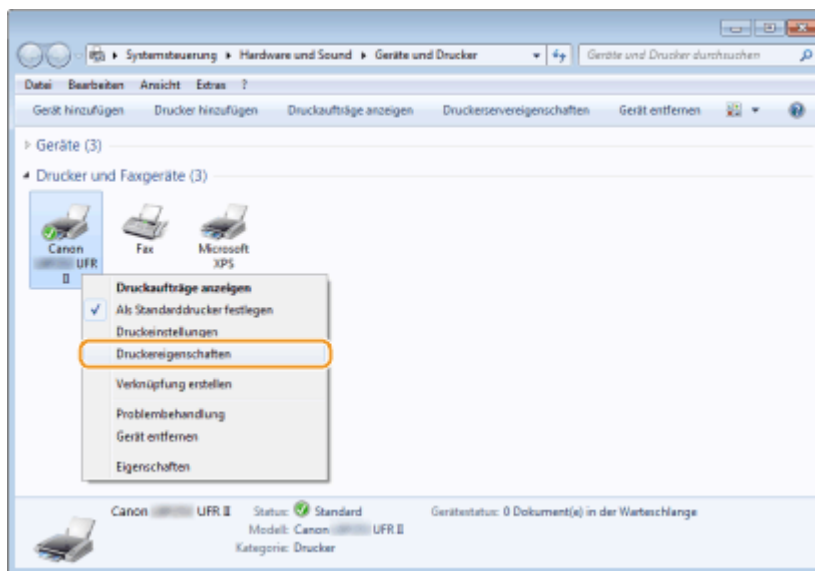 Systemsteuerung ▸ Hardware und Sound ▸ Geräte und Drucker
Geräte und Drucker durchsuchen
Datei Bearbeiten Ansicht Extras ?
Gerät hinzufügen Drucker hinzufügen Druckaufträge anzeigen Druckerservereigenschaften Gerät entfernen
Geräte (3)
Drucker und Faxgeräte (3)
Canon
UFR
II
Fax
Microsoft
XPS
Druckaufträge anzeigen
Als Standarddrucker festlegen
Druckeinstellungen
Druckereigenschaften
Verknüpfung erstellen
Problembehandlung
Gerät entfernen
Eigenschaften
Canon UFR II Status: Standard Gerätestatus: 0 Dokument(e) in der Warteschlange
Modell: Canon UFR II
Kategorie: Drucker